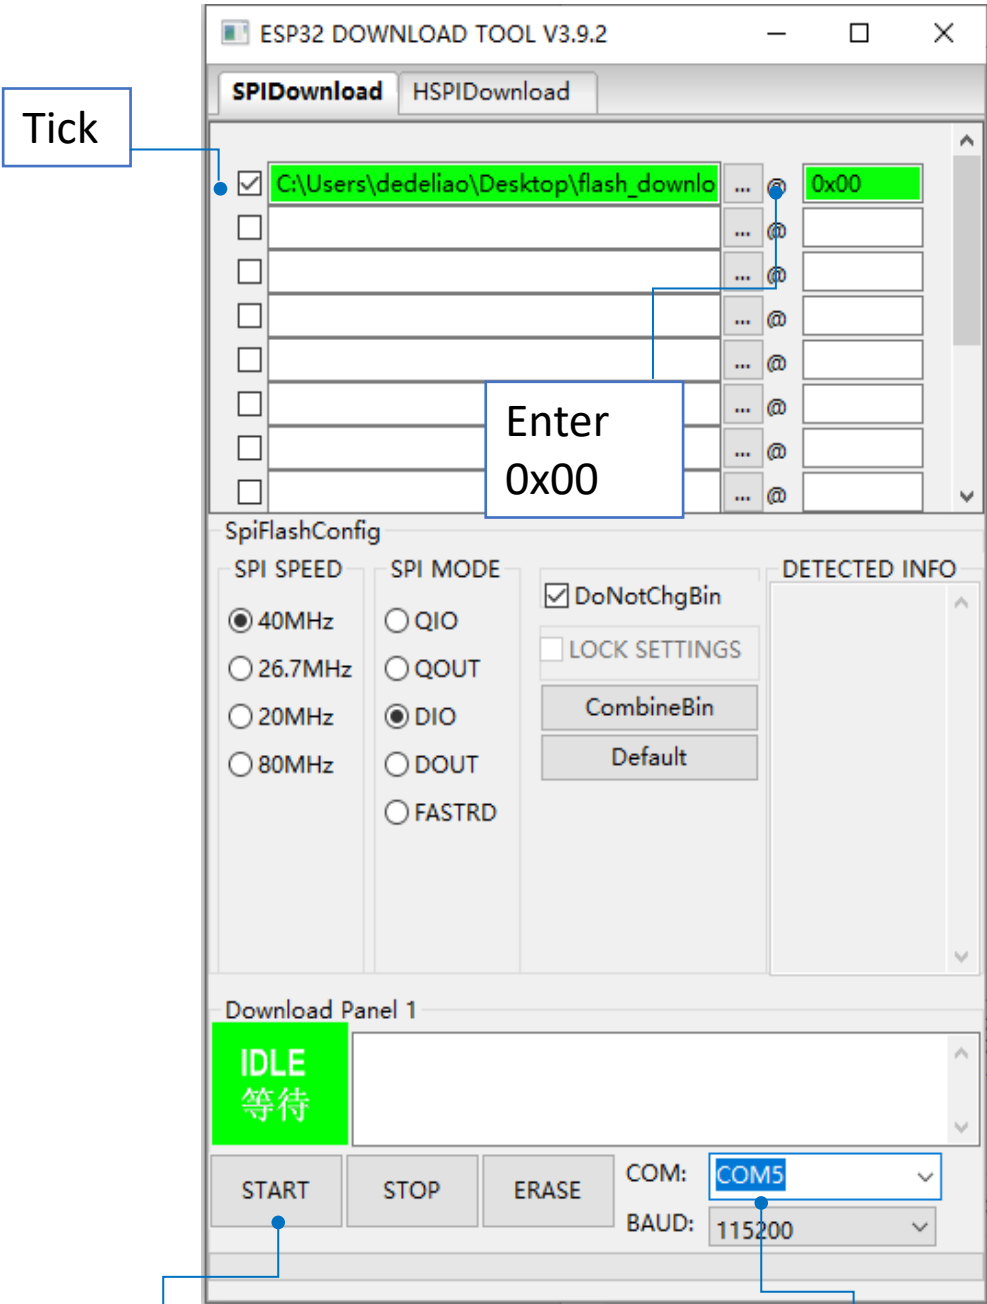 ESP32 DOWNLOAD TOOL V3.9.2
SPIDownload HSPIDownload
Tick
C:\Users\dedeliao\Desktop\flash_downlo ... @ 0x00
... @
... @
... @
... @
... @
... @
... @
Enter
0x00
SpiFlashConfig
SPI SPEED
40MHz
26.7MHz
20MHz
80MHz
SPI MODE
QIO
QOUT
DIO
DOUT
FASTRD
DoNotChgBin
LOCK SETTINGS
CombineBin
Default
DETECTED INFO
Download Panel 1
IDLE
等待
START STOP ERASE
COM: COM5
BAUD: 115200